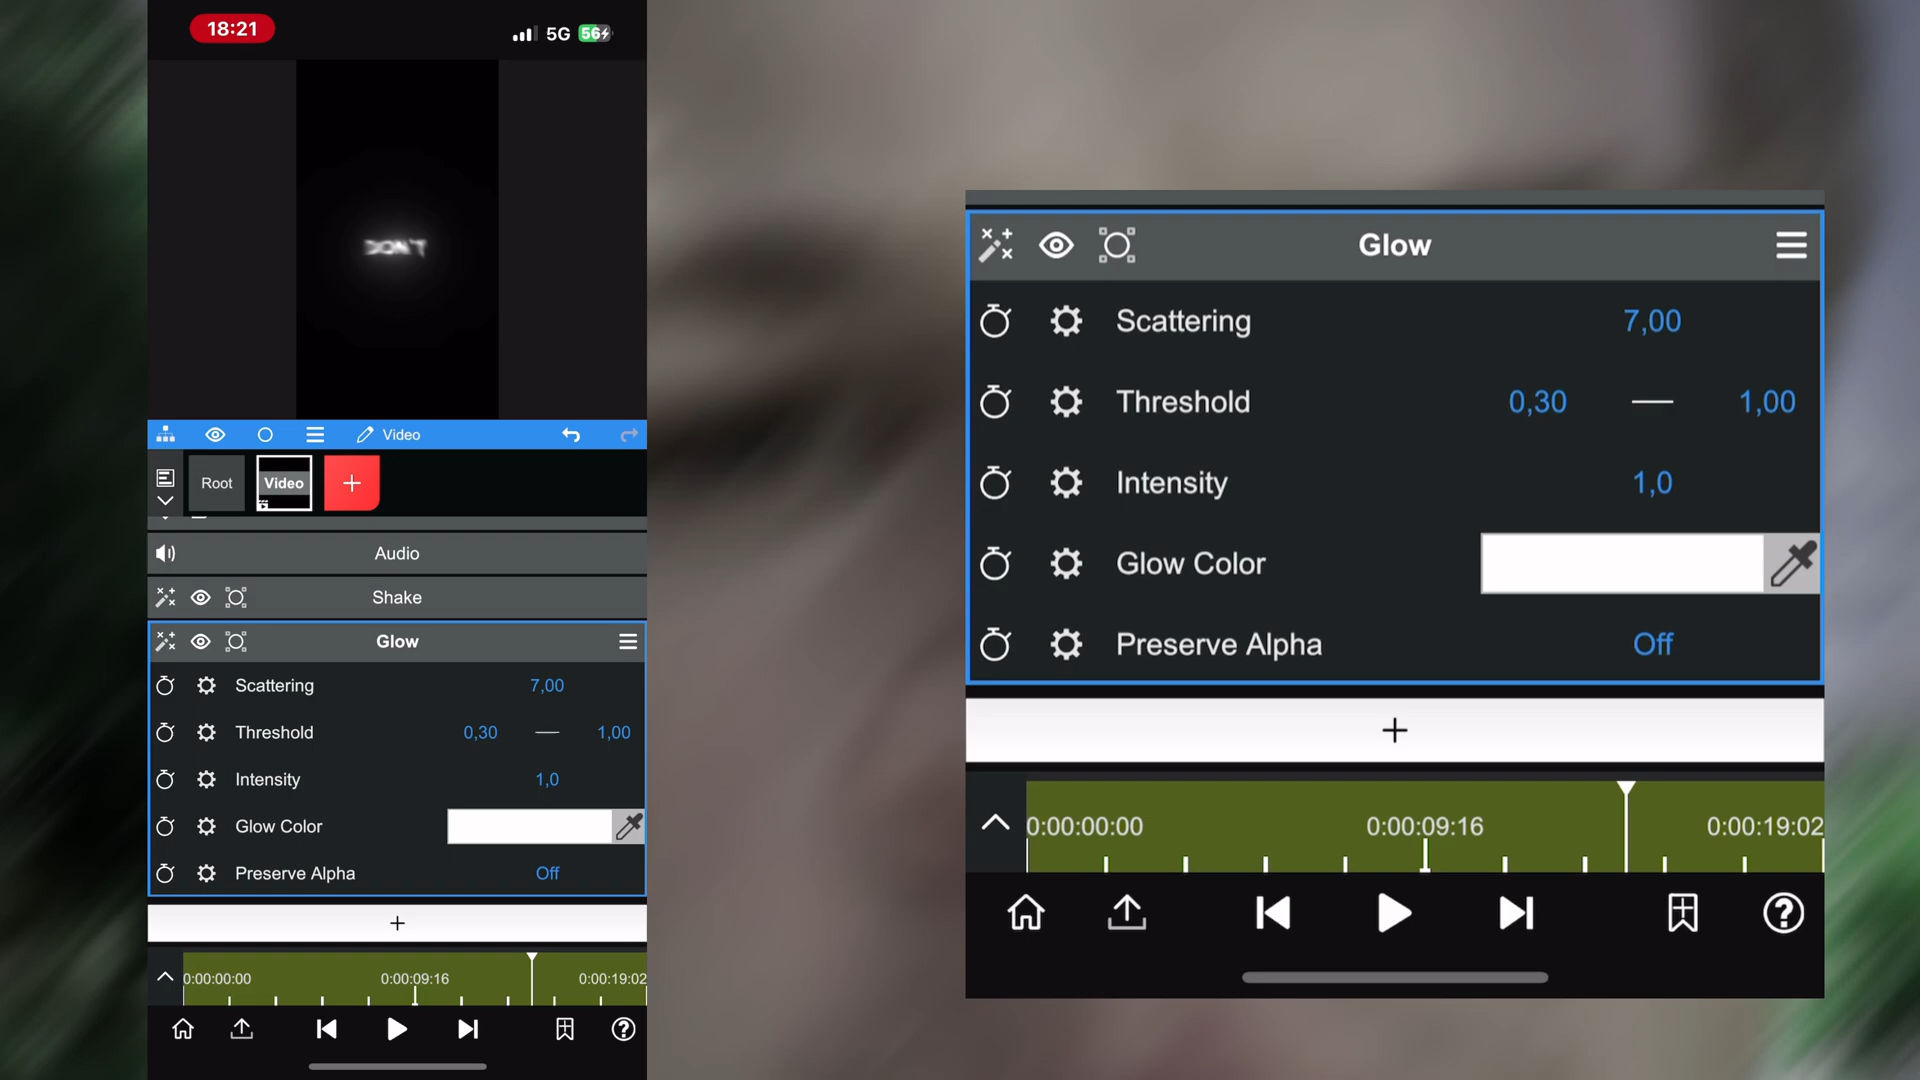 18:21
5G 56
DON'T
Video
Root
Video
+
Audio
Shake
Glow
Scattering 7,00
Threshold 0,30 — 1,00
Intensity 1,0
Glow Color
Preserve Alpha Off
+
0:00:00:00 0:00:09:16 0:00:19:02
Glow
Scattering 7,00
Threshold 0,30 — 1,00
Intensity 1,0
Glow Color
Preserve Alpha Off
+
0:00:00:00 0:00:09:16 0:00:19:02